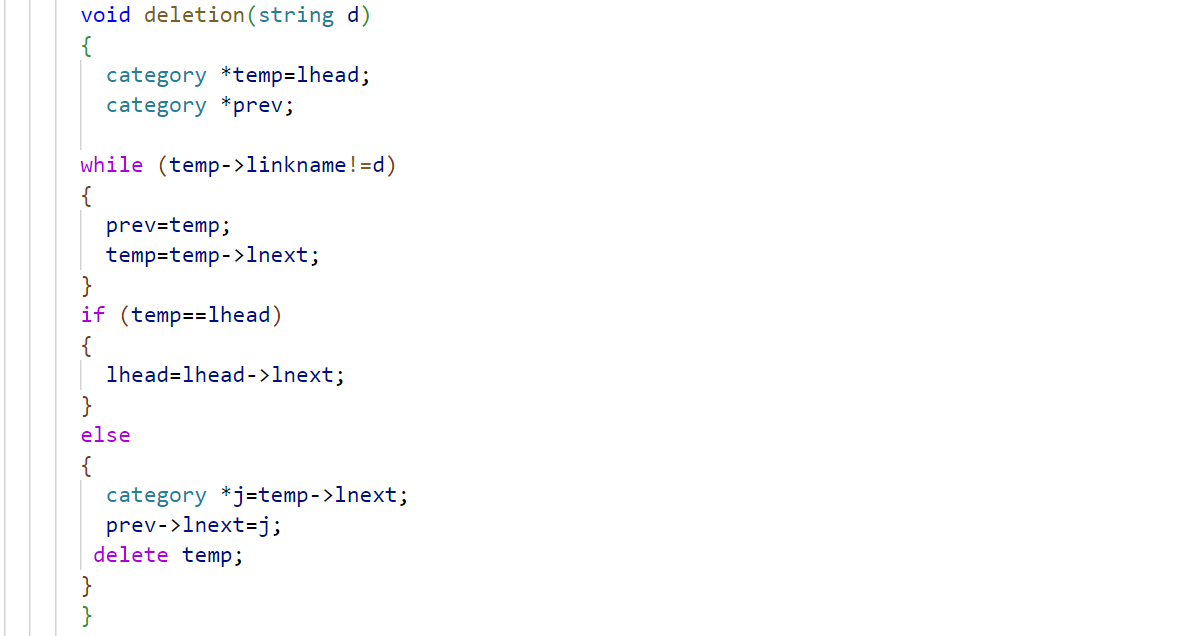 void deletion(string d)
{
category *temp=lhead;
category *prev;
while (temp->linkname!=d)
{
prev=temp;
temp=temp->lnext;
}
if (temp==lhead)
{
lhead=lhead->lnext;
}
else
{
category *j=temp->lnext;
prev->lnext=j;
delete temp;
}
}